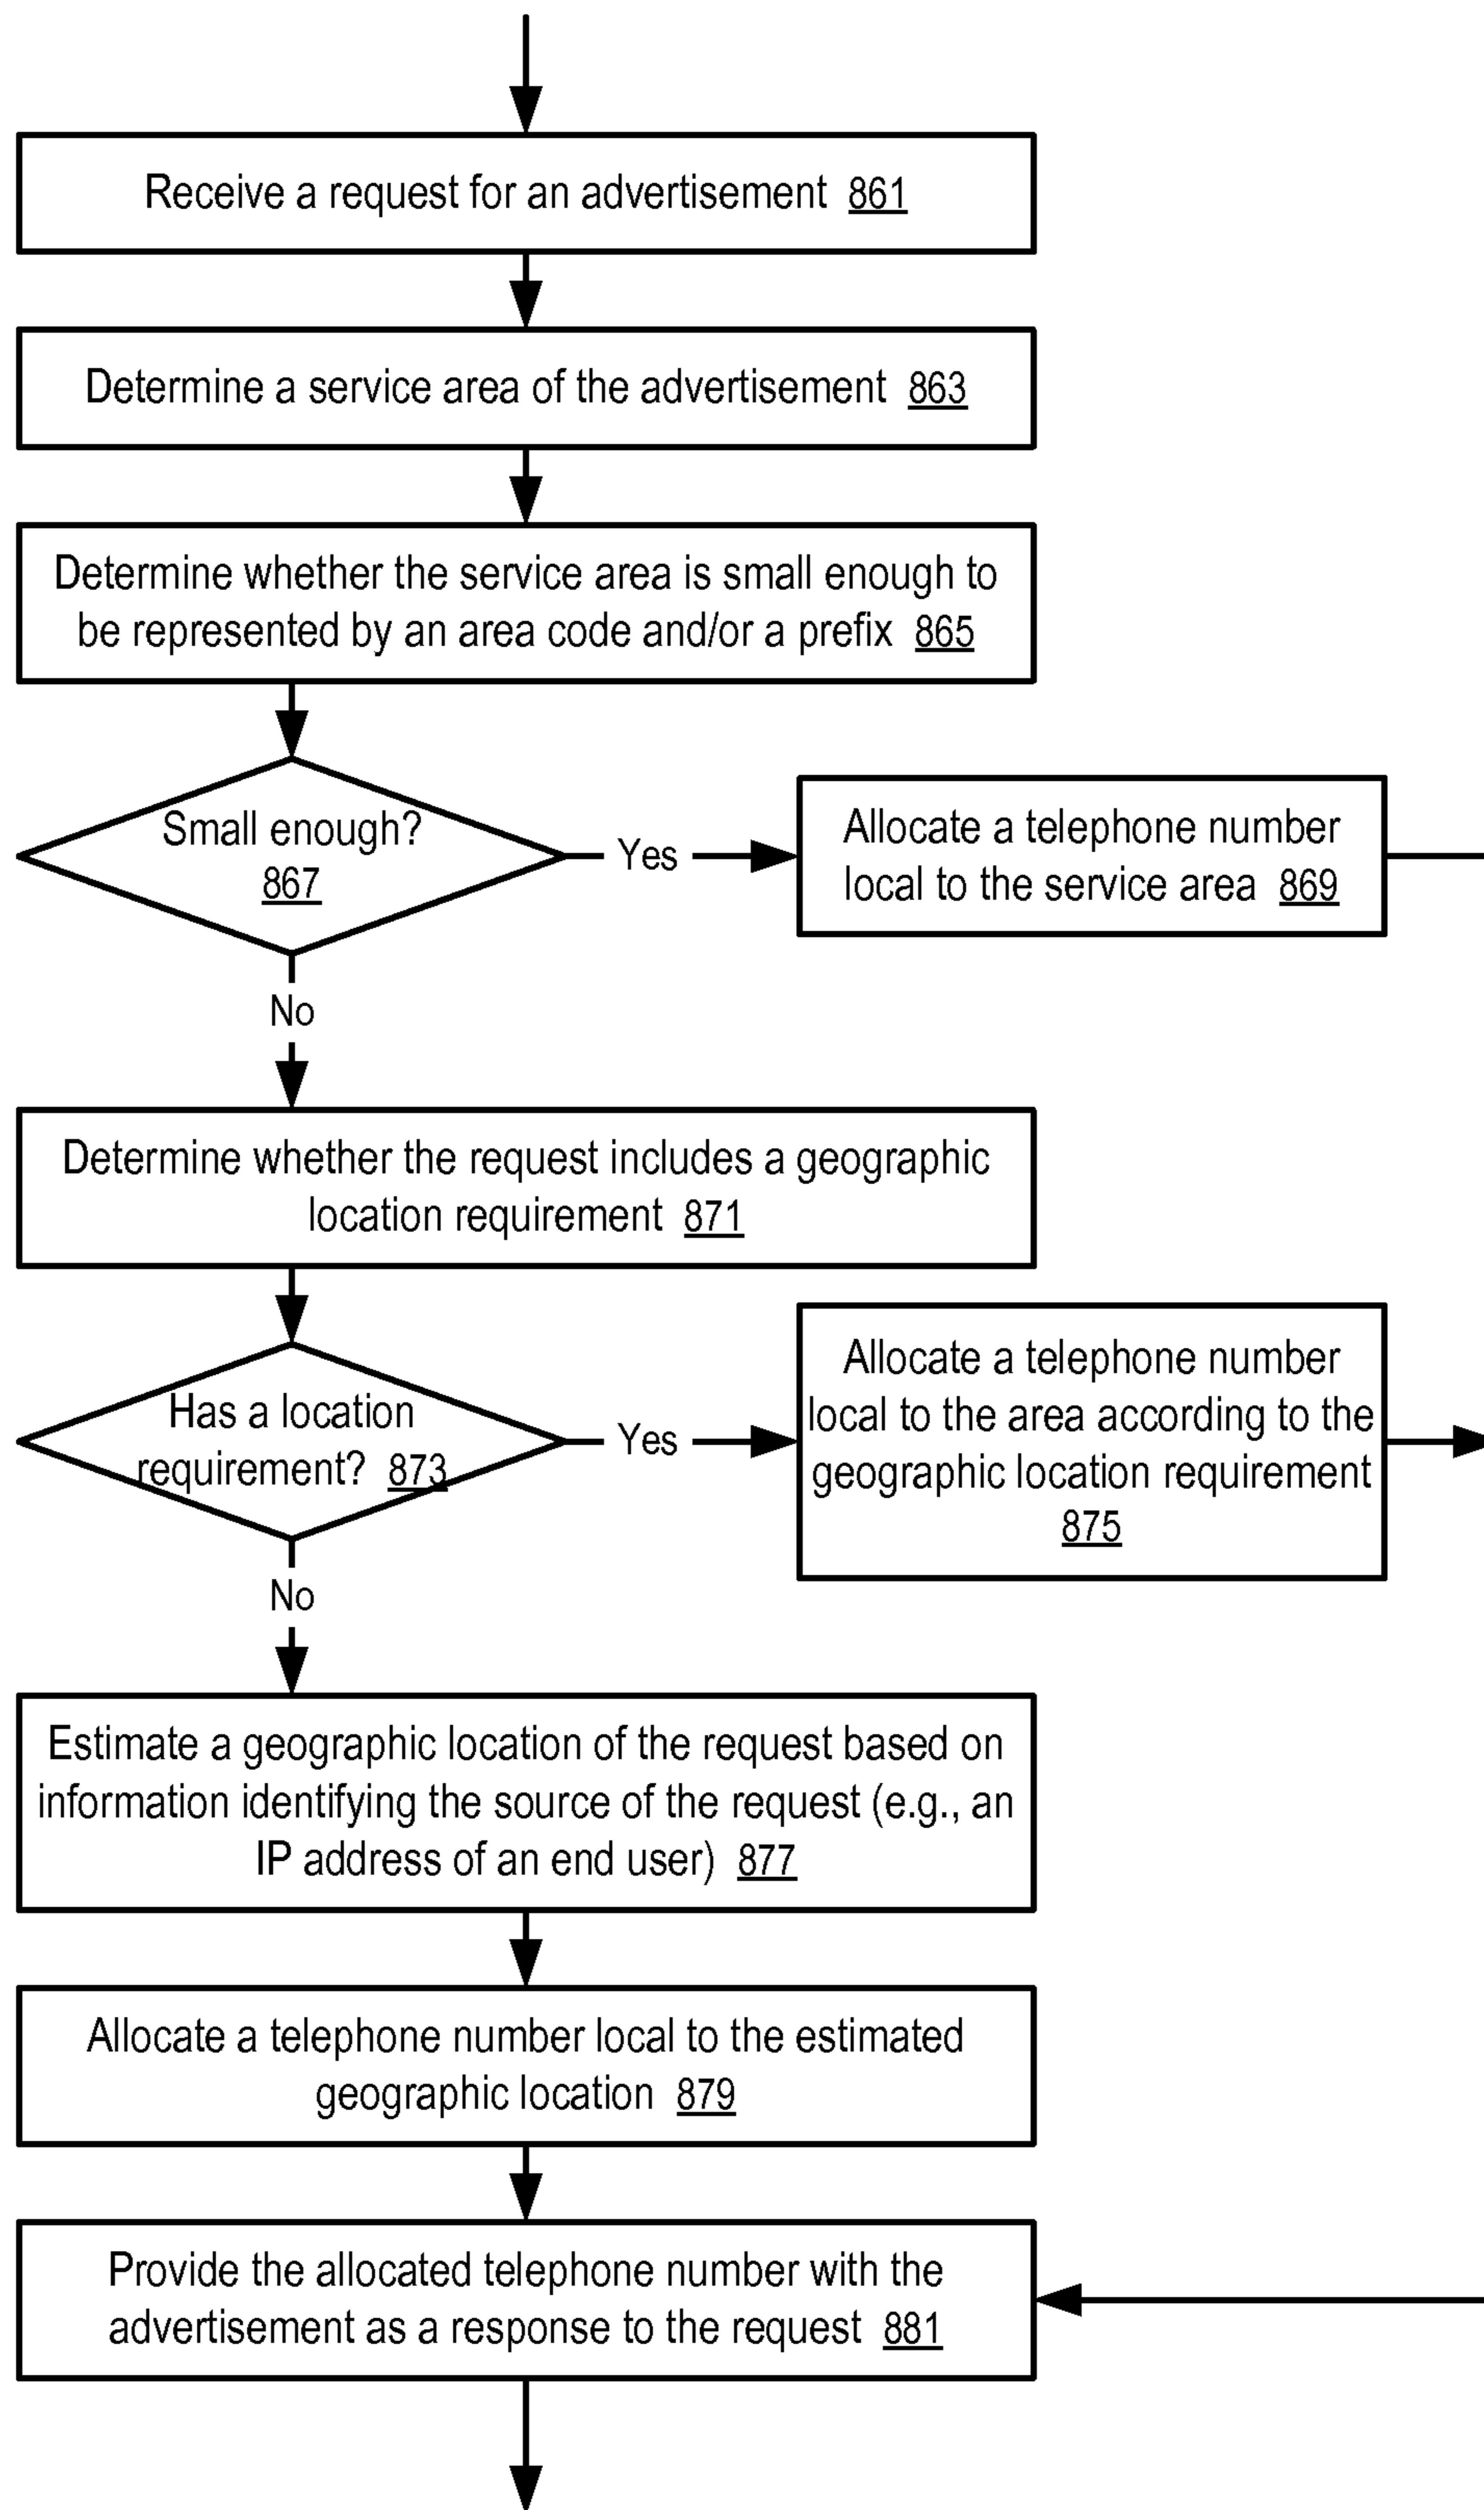 Receive a request for an advertisement 861
Determine a service area of the advertisement 863
Determine whether the service area is small enough to
be represented by an area code and/or a prefix 865
Small enough?
867
Yes
Allocate a telephone number
local to the service area 869
No
Determine whether the request includes a geographic
location requirement 871
Has a location
requirement? 873
Yes
Allocate a telephone number
local to the area according to the
geographic location requirement
875
No
Estimate a geographic location of the request based on
information identifying the source of the request (e.g., an
IP address of an end user) 877
Allocate a telephone number local to the estimated
geographic location 879
Provide the allocated telephone number with the
advertisement as a response to the request 881